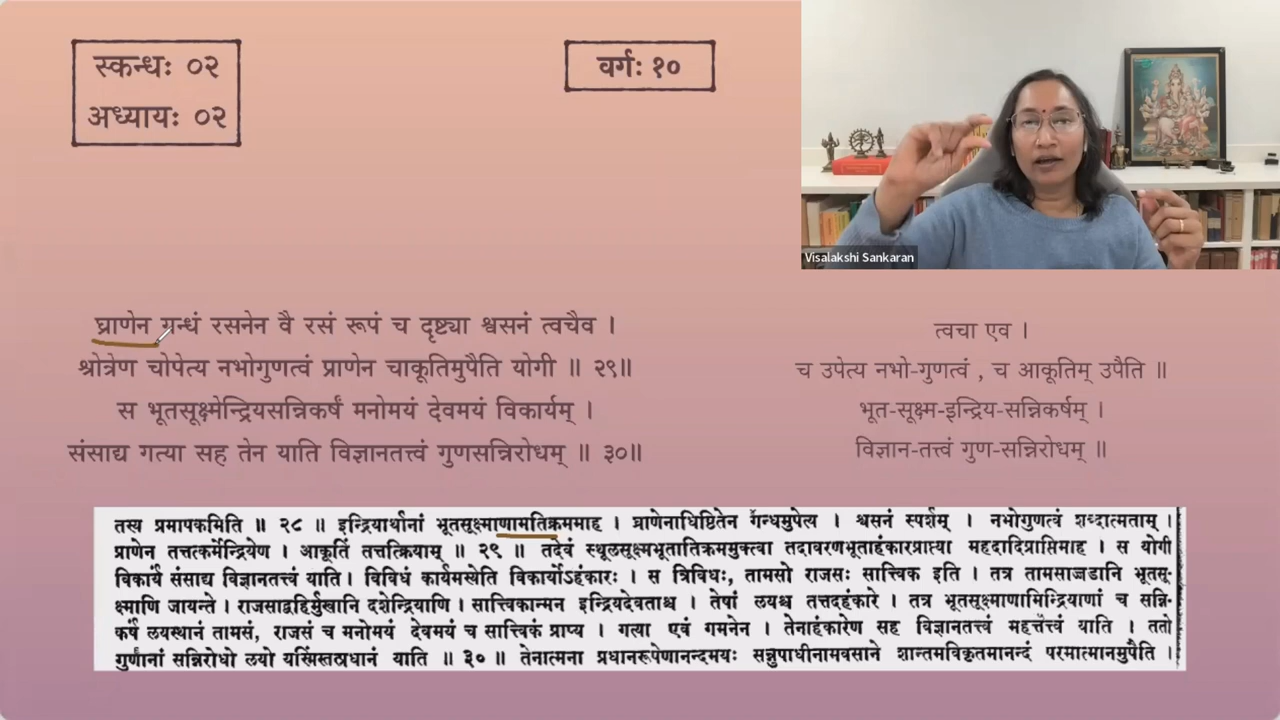 स्कन्धः ०२
अध्यायः ०२
वर्गः १०
Visalakshi Sankaran
घ्राणेन गन्धं रसनेन वै रसं रूपं च दृष्ट्या श्वसनं त्वचैव ।
श्रोत्रेण चोपेत्य नभोगुणत्वं प्राणेन चाकूतिमुपैति योगी ॥ २९॥
स भूतसूक्ष्मेन्द्रियसन्निकर्षं मनोमयं देवमयं विकार्यम् ।
संसाद्य गत्या सह तेन याति विज्ञानतत्त्वं गुणसन्निरोधम् ॥ ३०॥
त्वचा एव ।
च उपेत्य नभो-गुणत्वं , च आकूतिम् उपैति ॥
भूत-सूक्ष्म-इन्द्रिय-सन्निकर्षम् ।
विज्ञान-तत्त्वं गुण-सन्निरोधम् ॥
तस्य प्रमापकमिति ॥ २८ ॥ इन्द्रियार्थानां भूतसूक्ष्माणामतिक्रममाह । घ्राणेनाधिष्टितेन गन्धमुपेत्य । श्वसनं स्पर्शम् । नभोगुणत्वं शब्दात्मताम् ।
प्राणेन तत्तत्कर्मेन्द्रियेण । आकूतिं तत्तत्क्रियाम् ॥ २९ ॥ तदेवं स्थूलसूक्ष्मभूतातिक्रममुक्त्वा तदावरणभूताहंकारप्राप्त्या महदादिप्राप्तिमाह । स योगी
विकार्यं संसाद्य विज्ञानतत्त्वं याति । विविधं कार्यमस्येति विकार्योऽहंकारः । स त्रिविधः, तामसो राजसः सात्त्विक इति । तत्र तामसाज्जडानि भूतसू-
क्ष्माणि जायन्ते । राजसाद्बहिर्मुखानि दशेन्द्रियाणि । सात्त्विकान्मन इन्द्रियदेवताश्च । तेषां लयश्च तत्तदहंकारे । तत्र भूतसूक्ष्माणामिन्द्रियाणां च सन्नि-
कर्षं लयस्थानं तामसं, राजसं च मनोमयं देवमयं च सात्त्विकं प्राप्य । गत्या एवं गमनेन । तेनाहंकारेण सह विज्ञानतत्त्वं महत्तत्त्वं याति । ततो
गुणानां सन्निरोधो लयो यस्मिंस्तत्प्रधानं याति ॥ ३० ॥ तेनात्मना प्रधानरूपेणानन्दमयः सन्नुपाधीनामवसाने शान्तमविकृतमानन्दं परमात्मानमुपैति ।